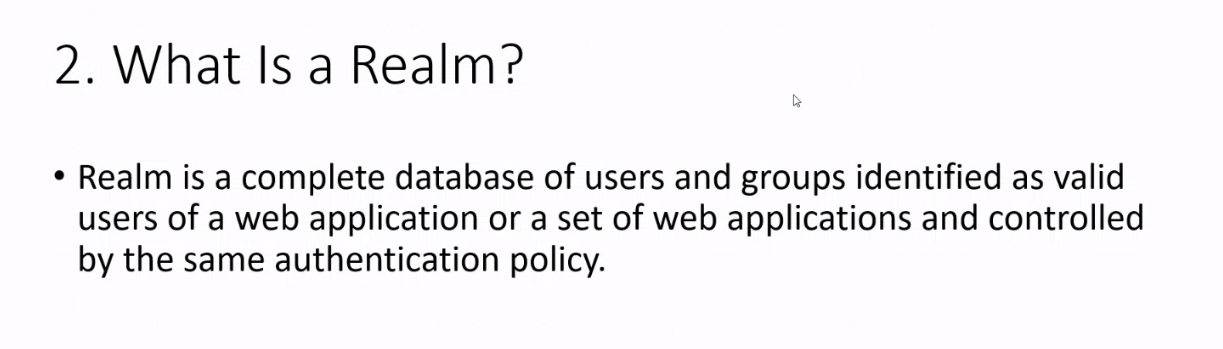 2. What Is a Realm?
• Realm is a complete database of users and groups identified as valid
users of a web application or a set of web applications and controlled
by the same authentication policy.